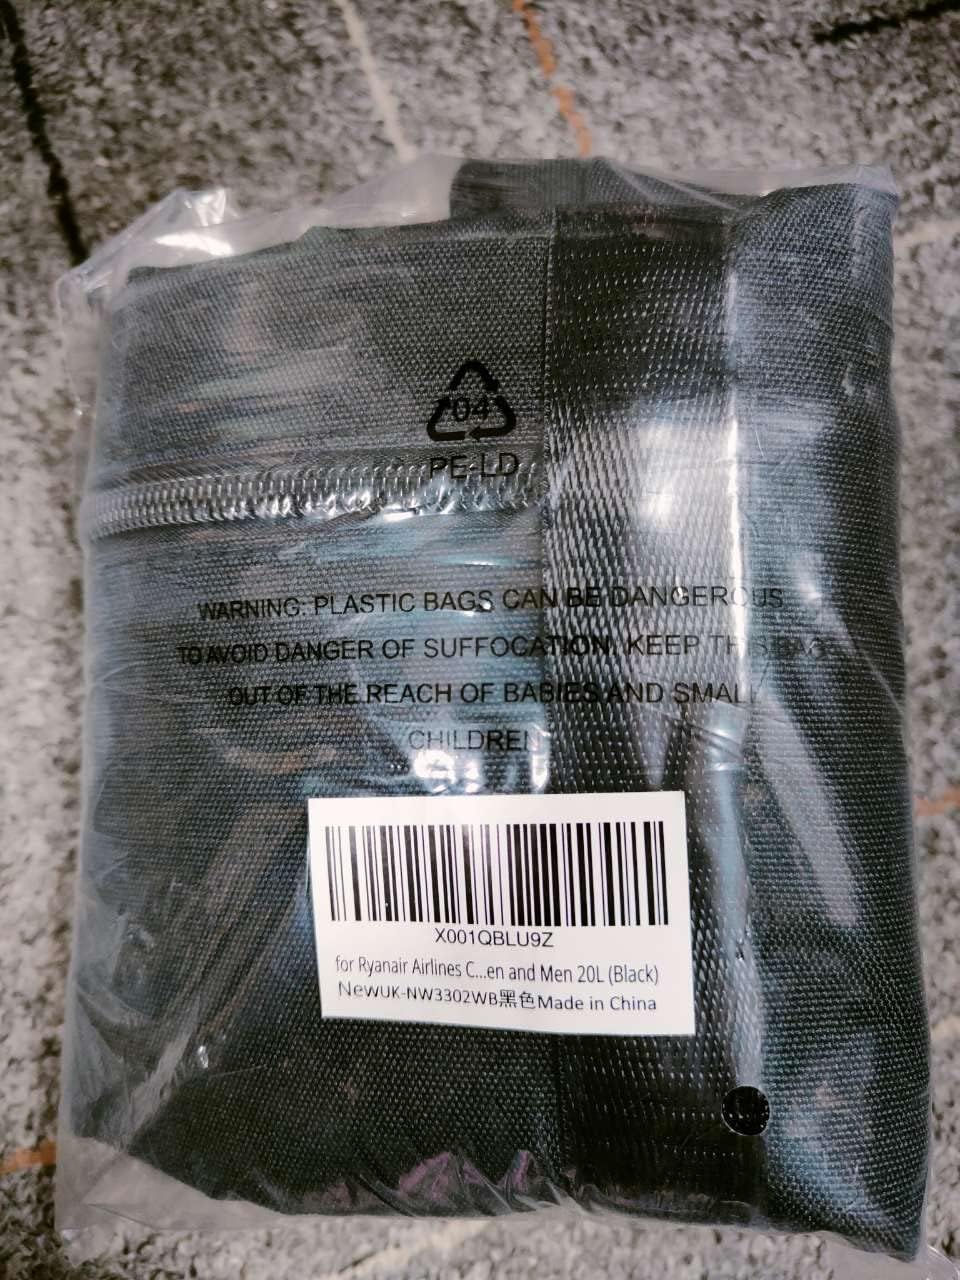 04
PE-LD
WARNING: PLASTIC BAGS CAN BE DANGEROUS.
TO AVOID DANGER OF SUFFOCATION, KEEP THIS BAG
OUT OF THE REACH OF BABIES AND SMALL
CHILDREN
X001QBLU9Z
for Ryanair Airlines C...en and Men 20L (Black)
NewUK-NW3302WB黑色Made in China